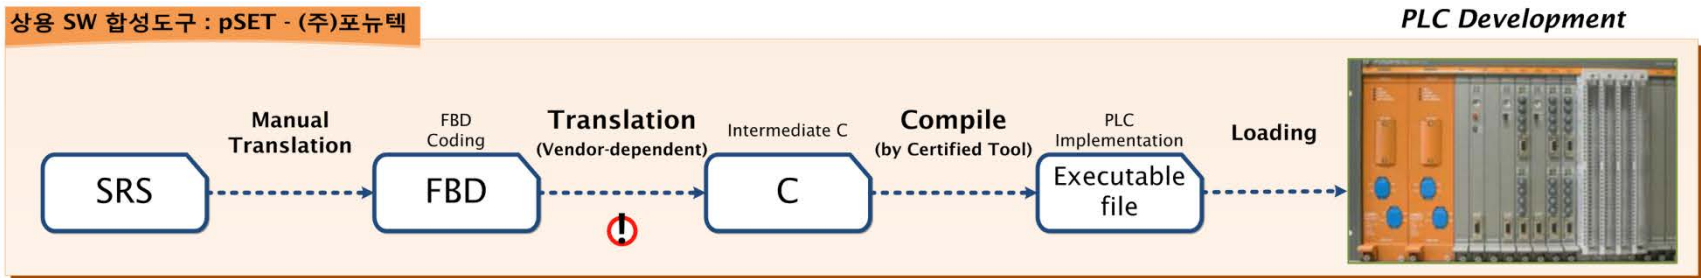 상용 SW 합성도구 : pSET - (주)포뉴텍
PLC Development
Manual
Translation
FBD
Coding
Translation
(Vendor-dependent)
Intermediate C
Compile
(by Certified Tool)
PLC
Implementation
Loading
SRS
FBD
!
C
Executable
file